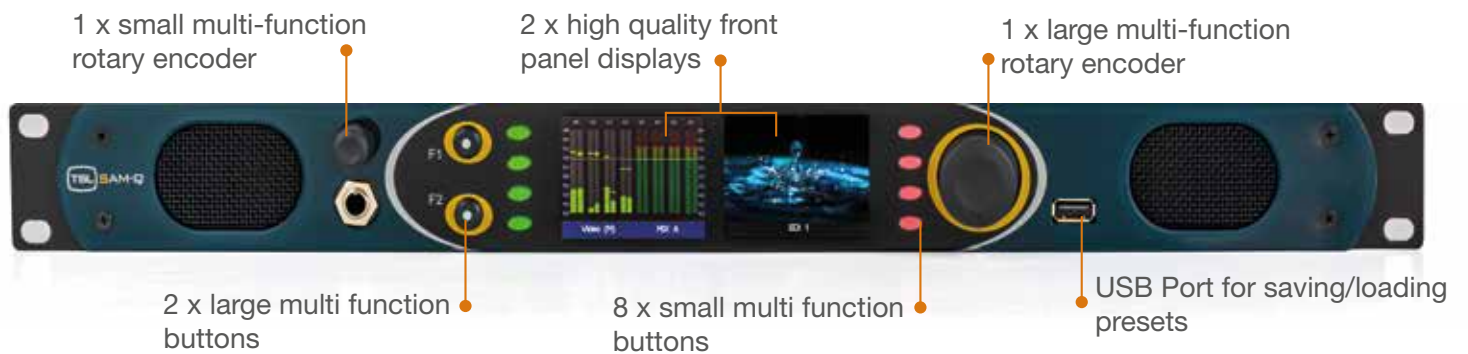 1 x small multi-function
rotary encoder
2 x high quality front
panel displays
1 x large multi-function
rotary encoder
TSL SAM-Q
F1
F2
Video (M)
MIX A
SDI 1
2 x large multi function
buttons
8 x small multi function
buttons
USB Port for saving/loading
presets